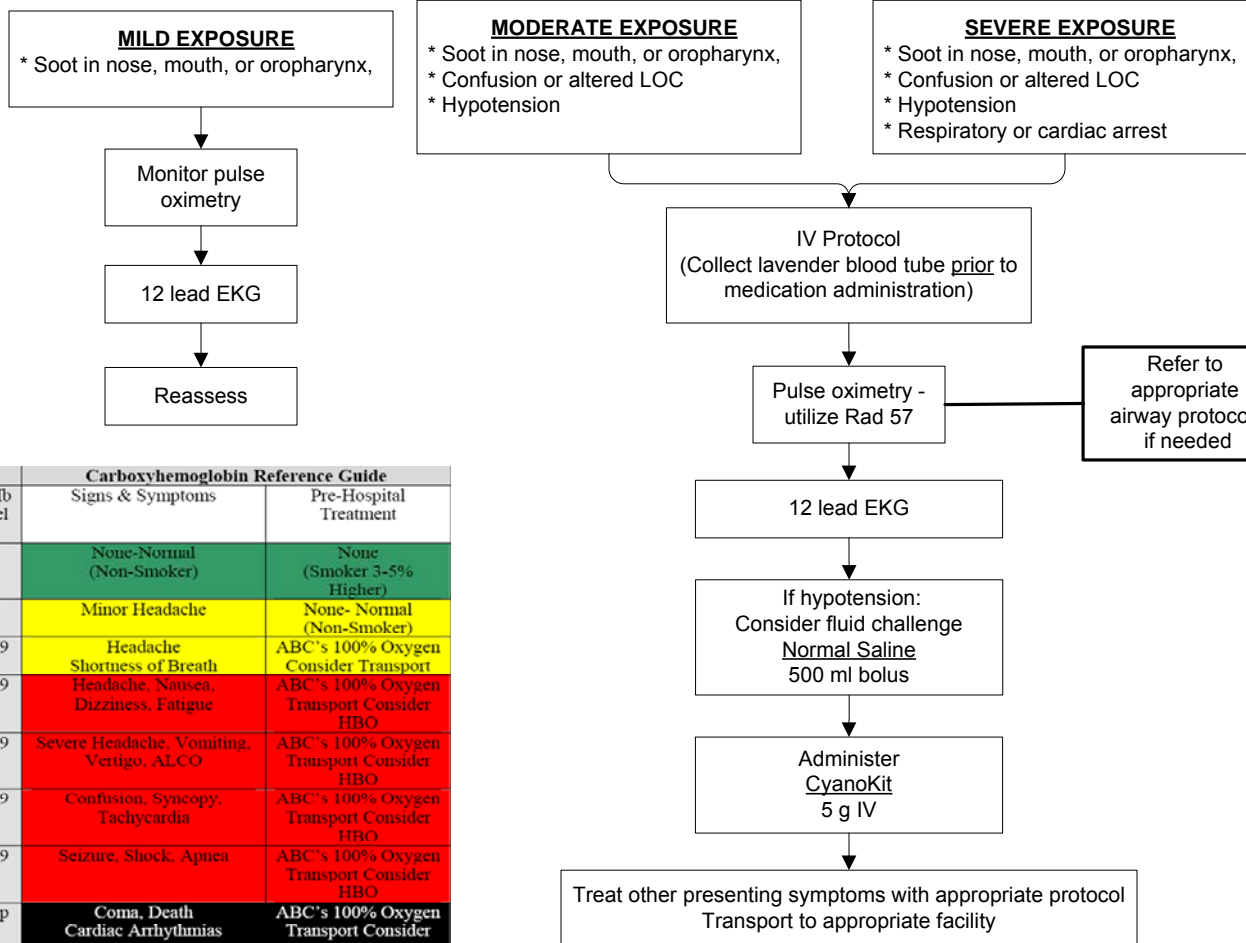 MILD EXPOSURE
* Soot in nose, mouth, or oropharynx,
Monitor pulse
oximetry
12 lead EKG
Reassess
MODERATE EXPOSURE
* Soot in nose, mouth, or oropharynx,
* Confusion or altered LOC
* Hypotension
SEVERE EXPOSURE
* Soot in nose, mouth, or oropharynx,
* Confusion or altered LOC
* Hypotension
* Respiratory or cardiac arrest
IV Protocol
(Collect lavender blood tube prior to
medication administration)
Pulse oximetry -
utilize Rad 57
Refer to
appropriate
airway protoco
if needed
12 lead EKG
If hypotension:
Consider fluid challenge
Normal Saline
500 ml bolus
Administer
CyanoKit
5 g IV
Treat other presenting symptoms with appropriate protocol
Transport to appropriate facility
Carboxyhemoglobin Reference Guide
Signs & Symptoms
Pre-Hospital
Treatment
None-Normal
(Non-Smoker)
None
(Smoker 3-5%
Higher)
Minor Headache
None- Normal
(Non-Smoker)
9
Headache
Shortness of Breath
ABC's 100% Oxygen
Consider Transport
9
Headache, Nausea,
Dizziness, Fatigue
ABC's 100% Oxygen
Transport Consider
HBO
9
Severe Headache, Vomiting,
Vertigo, ALCO
ABC's 100% Oxygen
Transport Consider
HBO
9
Confusion, Syncopy,
Tachycardia
ABC's 100% Oxygen
Transport Consider
HBO
9
Seizure, Shock, Apnea
ABC's 100% Oxygen
Transport Consider
HBO
p
Coma, Death
Cardiac Arrhythmias
ABC's 100% Oxygen
Transport Consider